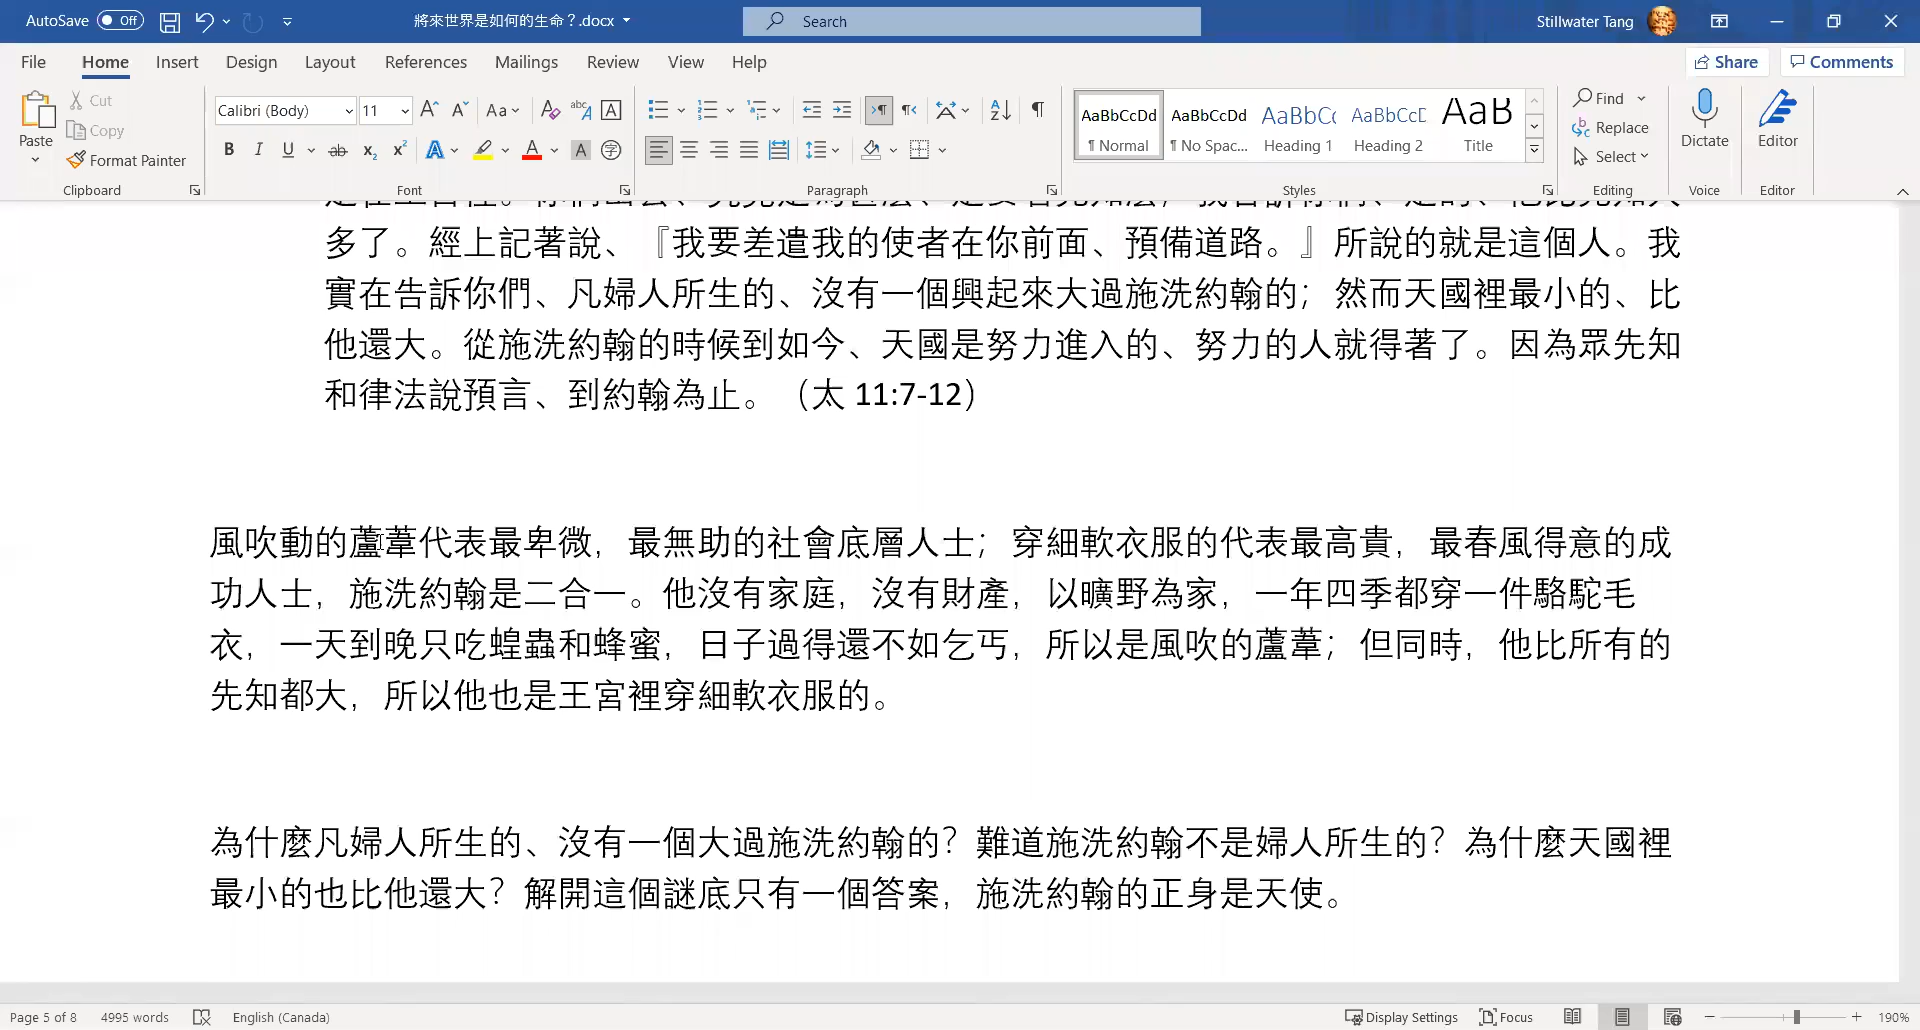 AutoSave Off 將來世界是如何的生命？.docx Search Stillwater Tang
File Home Insert Design Layout References Mailings Review View Help Share Comments
Paste Cut Copy Format Painter Clipboard
Calibri (Body) 11 Aa
B I U ab x₂ x² A A A 字 Font
Paragraph
AaBbCcDd AaBbCcDd AaBbCc AaBbCcD AaB
¶ Normal ¶ No Spac... Heading 1 Heading 2 Title
Styles
Find Replace Select Editing
Dictate Voice
Editor Editor
多了。經上記著說、『我要差遣我的使者在你前面、預備道路。』所說的就是這個人。我
實在告訴你們、凡婦人所生的、沒有一個興起來大過施洗約翰的；然而天國裡最小的、比
他還大。從施洗約翰的時候到如今、天國是努力進入的、努力的人就得著了。因為眾先知
和律法說預言、到約翰為止。（太 11:7-12）
風吹動的蘆葦代表最卑微，最無助的社會底層人士；穿細軟衣服的代表最高貴，最春風得意的成
功人士，施洗約翰是二合一。他沒有家庭，沒有財產，以曠野為家，一年四季都穿一件駱駝毛
衣，一天到晚只吃蝗蟲和蜂蜜，日子過得還不如乞丐，所以是風吹的蘆葦；但同時，他比所有的
先知都大，所以他也是王宮裡穿細軟衣服的。
為什麼凡婦人所生的、沒有一個大過施洗約翰的？難道施洗約翰不是婦人所生的？為什麼天國裡
最小的也比他還大？解開這個謎底只有一個答案，施洗約翰的正身是天使。
Page 5 of 8 4995 words English (Canada) Display Settings Focus 190%